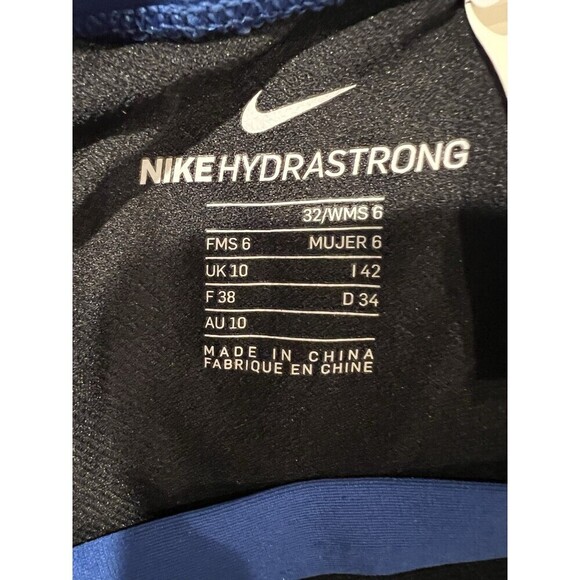 NIKE HYDRASTRONG
32/WMS 6
FMS 6 MUJER 6
UK 10 I 42
F 38 D 34
AU 10
MADE IN CHINA
FABRIQUE EN CHINE